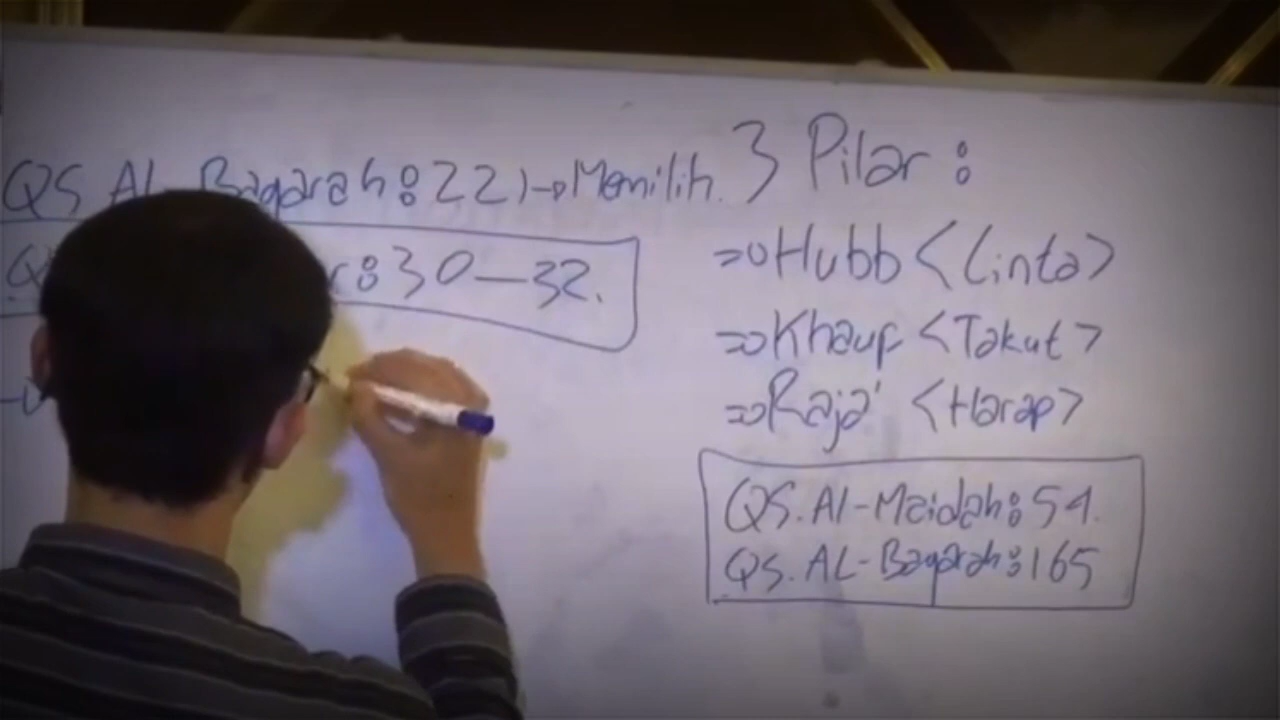 QS. AL-Baqarah: 221 → Memilih.
: 30 – 32.
3 Pilar :
⇒ Hubb <Cinta>
⇒ Khauf <Takut>
⇒ Raja' <Harap>
QS. Al-Maidah: 54.
QS. AL-Baqarah: 165